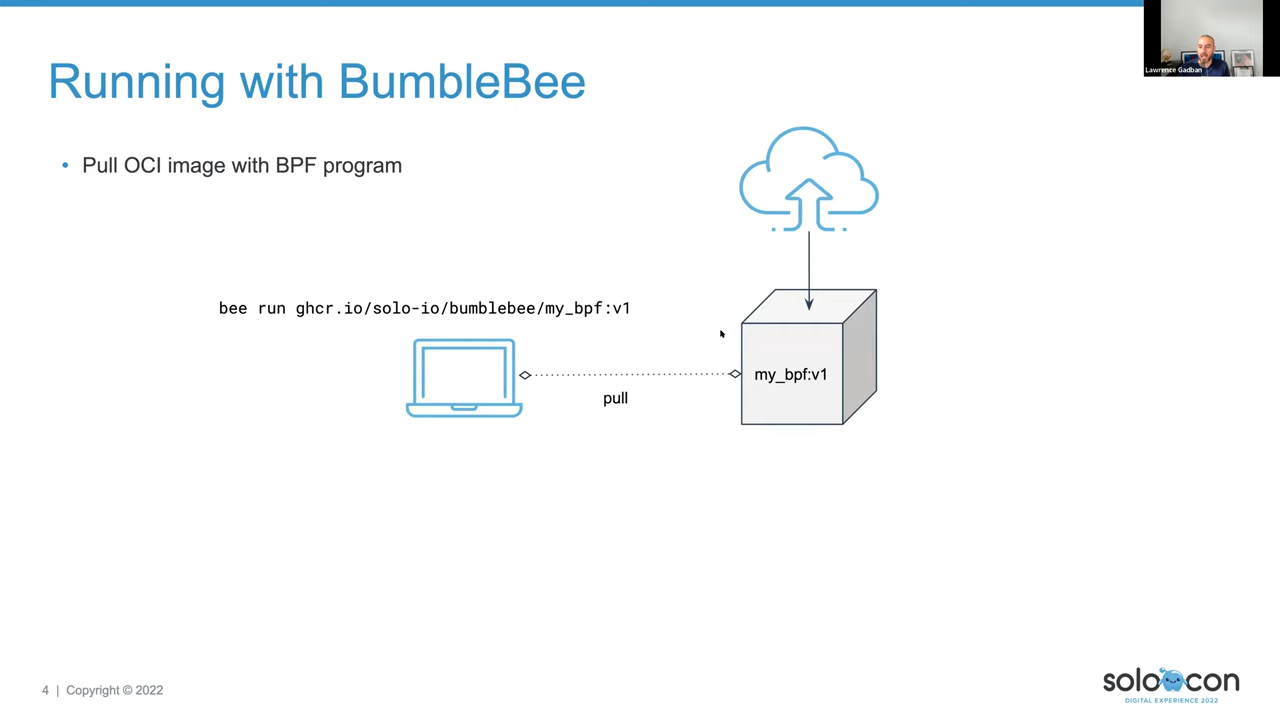 Lawrence Gadban
Running with BumbleBee
• Pull OCI image with BPF program
bee run ghcr.io/solo-io/bumblebee/my_bpf:v1
my_bpf:v1
pull
4 | Copyright © 2022
solo con
DIGITAL EXPERIENCE 2022